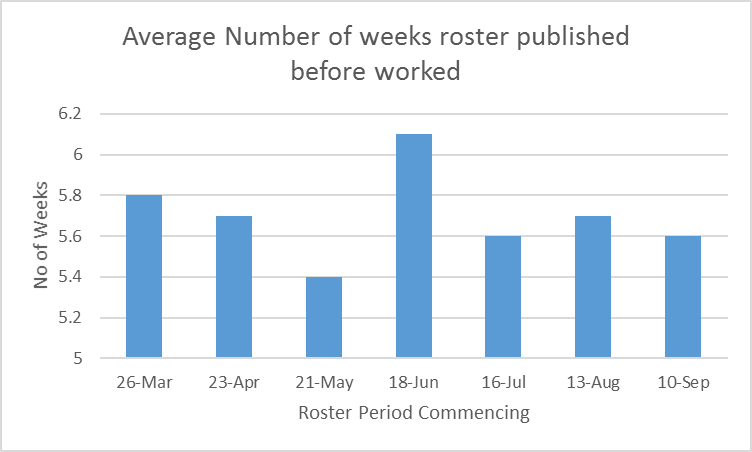 Average Number of weeks roster published
before worked
6.2
6
5.8
5.6
5.4
5.2
5
No of Weeks
26-Mar 23-Apr 21-May 18-Jun 16-Jul 13-Aug 10-Sep
Roster Period Commencing